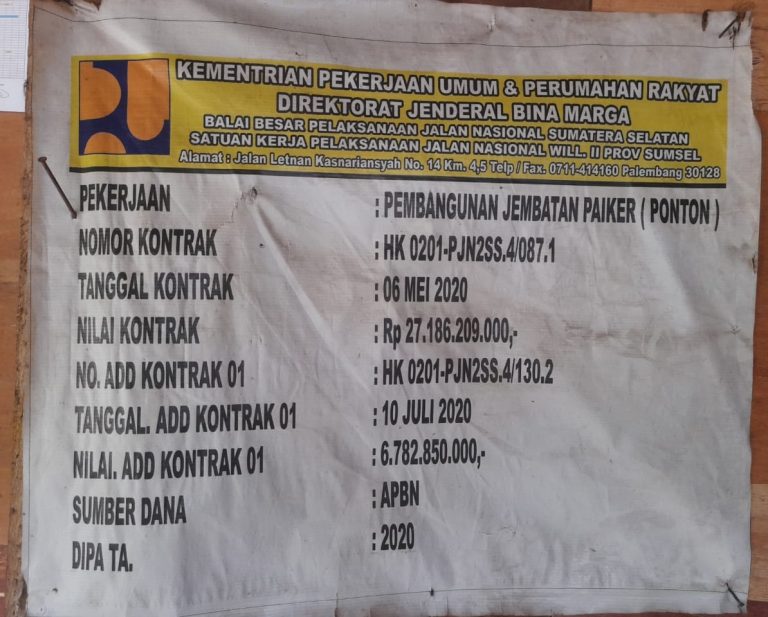 KEMENTRIAN PEKERJAAN UMUM & PERUMAHAN RAKYAT
DIREKTORAT JENDERAL BINA MARGA
BALAI BESAR PELAKSANAAN JALAN NASIONAL SUMATERA SELATAN
SATUAN KERJA PELAKSANAAN JALAN NASIONAL WILL. II PROV SUMSEL
Alamat : Jalan Letnan Kasnariansyah No. 14 Km. 4,5 Telp / Fax. 0711-414160 Palembang 30128
PEKERJAAN : PEMBANGUNAN JEMBATAN PAIKER ( PONTON )
NOMOR KONTRAK : HK 0201-PJN2SS.4/087.1
TANGGAL KONTRAK : 06 MEI 2020
NILAI KONTRAK : Rp 27.186.209.000,-
NO. ADD KONTRAK 01 : HK 0201-PJN2SS.4/130.2
TANGGAL. ADD KONTRAK 01 : 10 JULI 2020
NILAI. ADD KONTRAK 01 : 6.782.850.000,-
SUMBER DANA : APBN
DIPA TA. : 2020